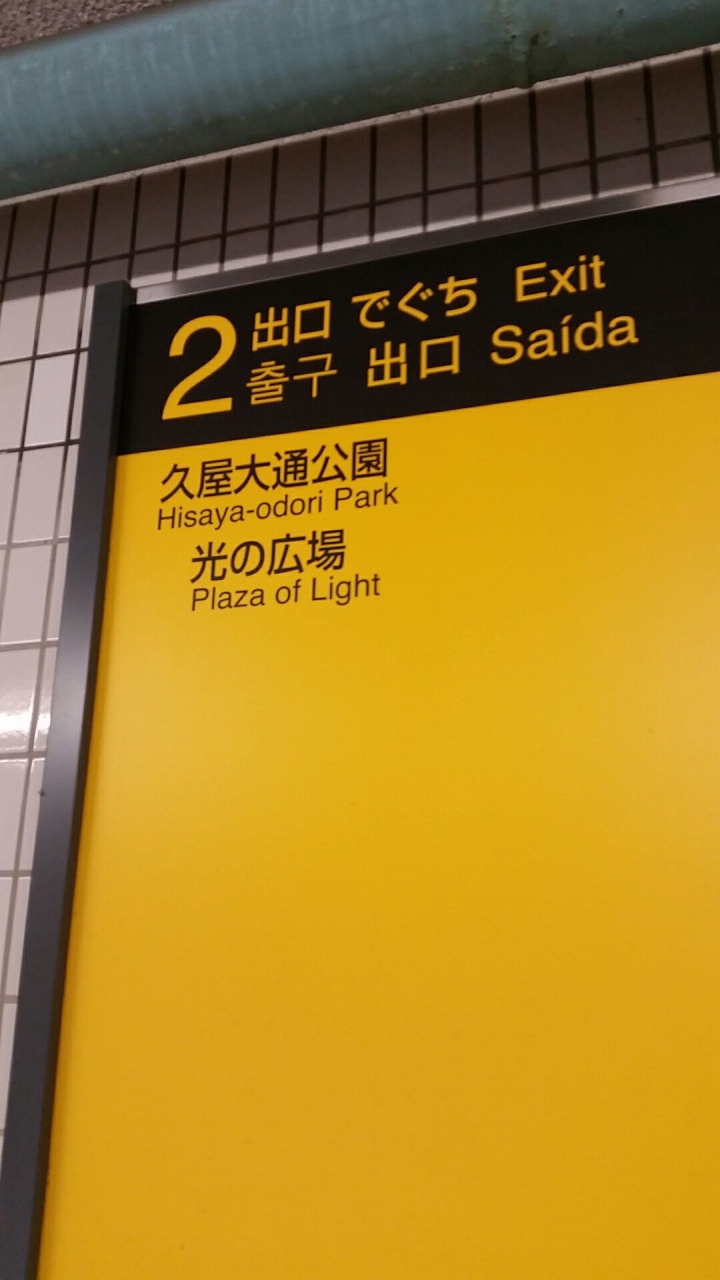 2 出口 でぐち Exit
출구 出口 Saída
久屋大通公園
Hisaya-odori Park
光の広場
Plaza of Light